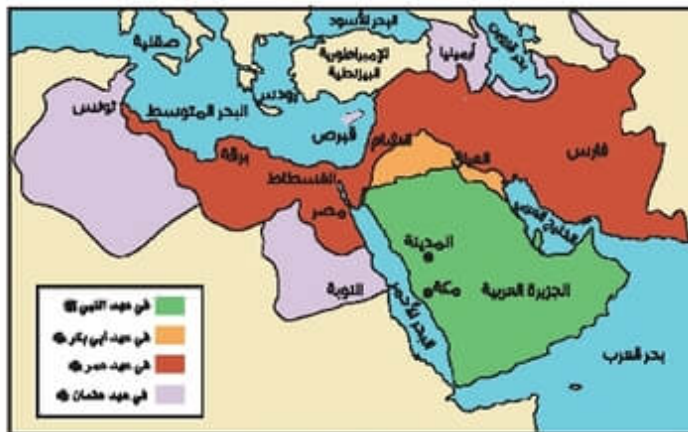 البحر الأسود
صقلية
الإمبراطورية
البيزنطية
أرمينيا
بحر قزوين
تونس
البحر المتوسط
رودس
قبرص
برقة
الشام
العراق
فارس
الفسطاط
مصر
الخليج العربي
المدينة
مكة
الجزيرة العربية
النوبة
البحر الأحمر
بحر العرب
في عهد النبي ﷺ
في عهد أبي بكر
في عهد عمر
في عهد عثمان